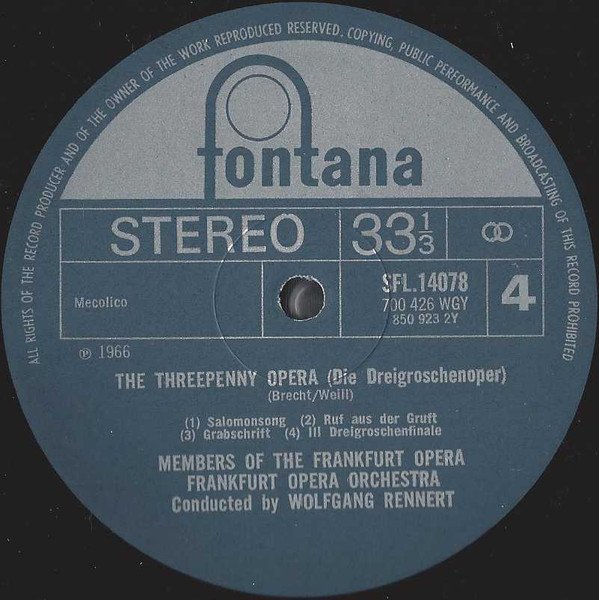 ALL RIGHTS OF THE RECORD PRODUCER AND OF THE OWNER OF THE WORK REPRODUCED RESERVED. COPYING, PUBLIC PERFORMANCE AND BROADCASTING OF THIS RECORD PROHIBITED
fontana
STEREO 33 1/3
Mecolico
SFL.14078
700 426 WGY
850 923 2Y
4
℗ 1966
THE THREEPENNY OPERA (Die Dreigroschenoper)
(Brecht/Weill)
(1) Salomonsong (2) Ruf aus der Gruft
(3) Grabschrift (4) III Dreigroschenfinale
MEMBERS OF THE FRANKFURT OPERA
FRANKFURT OPERA ORCHESTRA
Conducted by WOLFGANG RENNERT